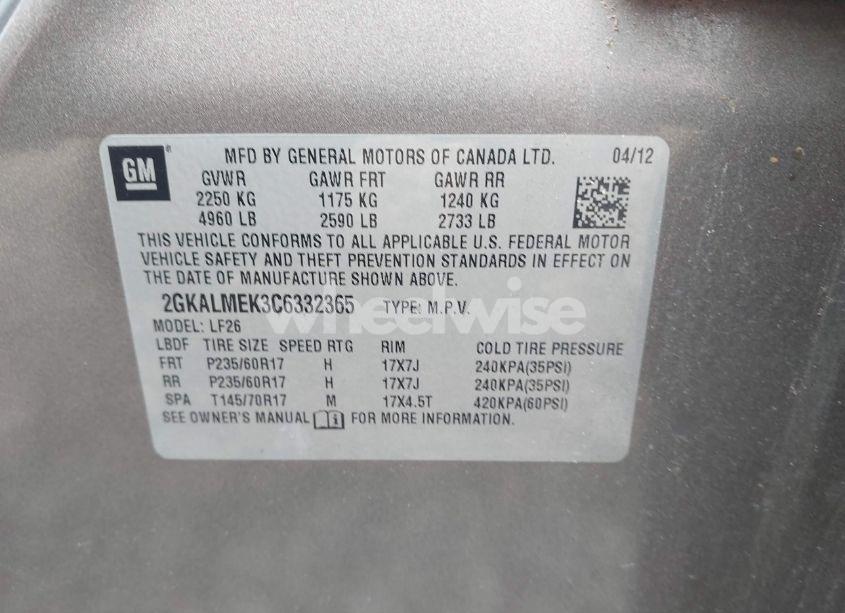 GM
MFD BY GENERAL MOTORS OF CANADA LTD. 04/12
GVWR GAWR FRT GAWR RR
2250 KG 1175 KG 1240 KG
4960 LB 2590 LB 2733 LB
THIS VEHICLE CONFORMS TO ALL APPLICABLE U.S. FEDERAL MOTOR
VEHICLE SAFETY AND THEFT PREVENTION STANDARDS IN EFFECT ON
THE DATE OF MANUFACTURE SHOWN ABOVE.
2GKALMEK3C6332365 TYPE: M.P.V.
wheelwise
MODEL: LF26
LBDF TIRE SIZE SPEED RTG RIM COLD TIRE PRESSURE
FRT P235/60R17 H 17X7J 240KPA(35PSI)
RR P235/60R17 H 17X7J 240KPA(35PSI)
SPA T145/70R17 M 17X4.5T 420KPA(60PSI)
SEE OWNER'S MANUAL i FOR MORE INFORMATION.